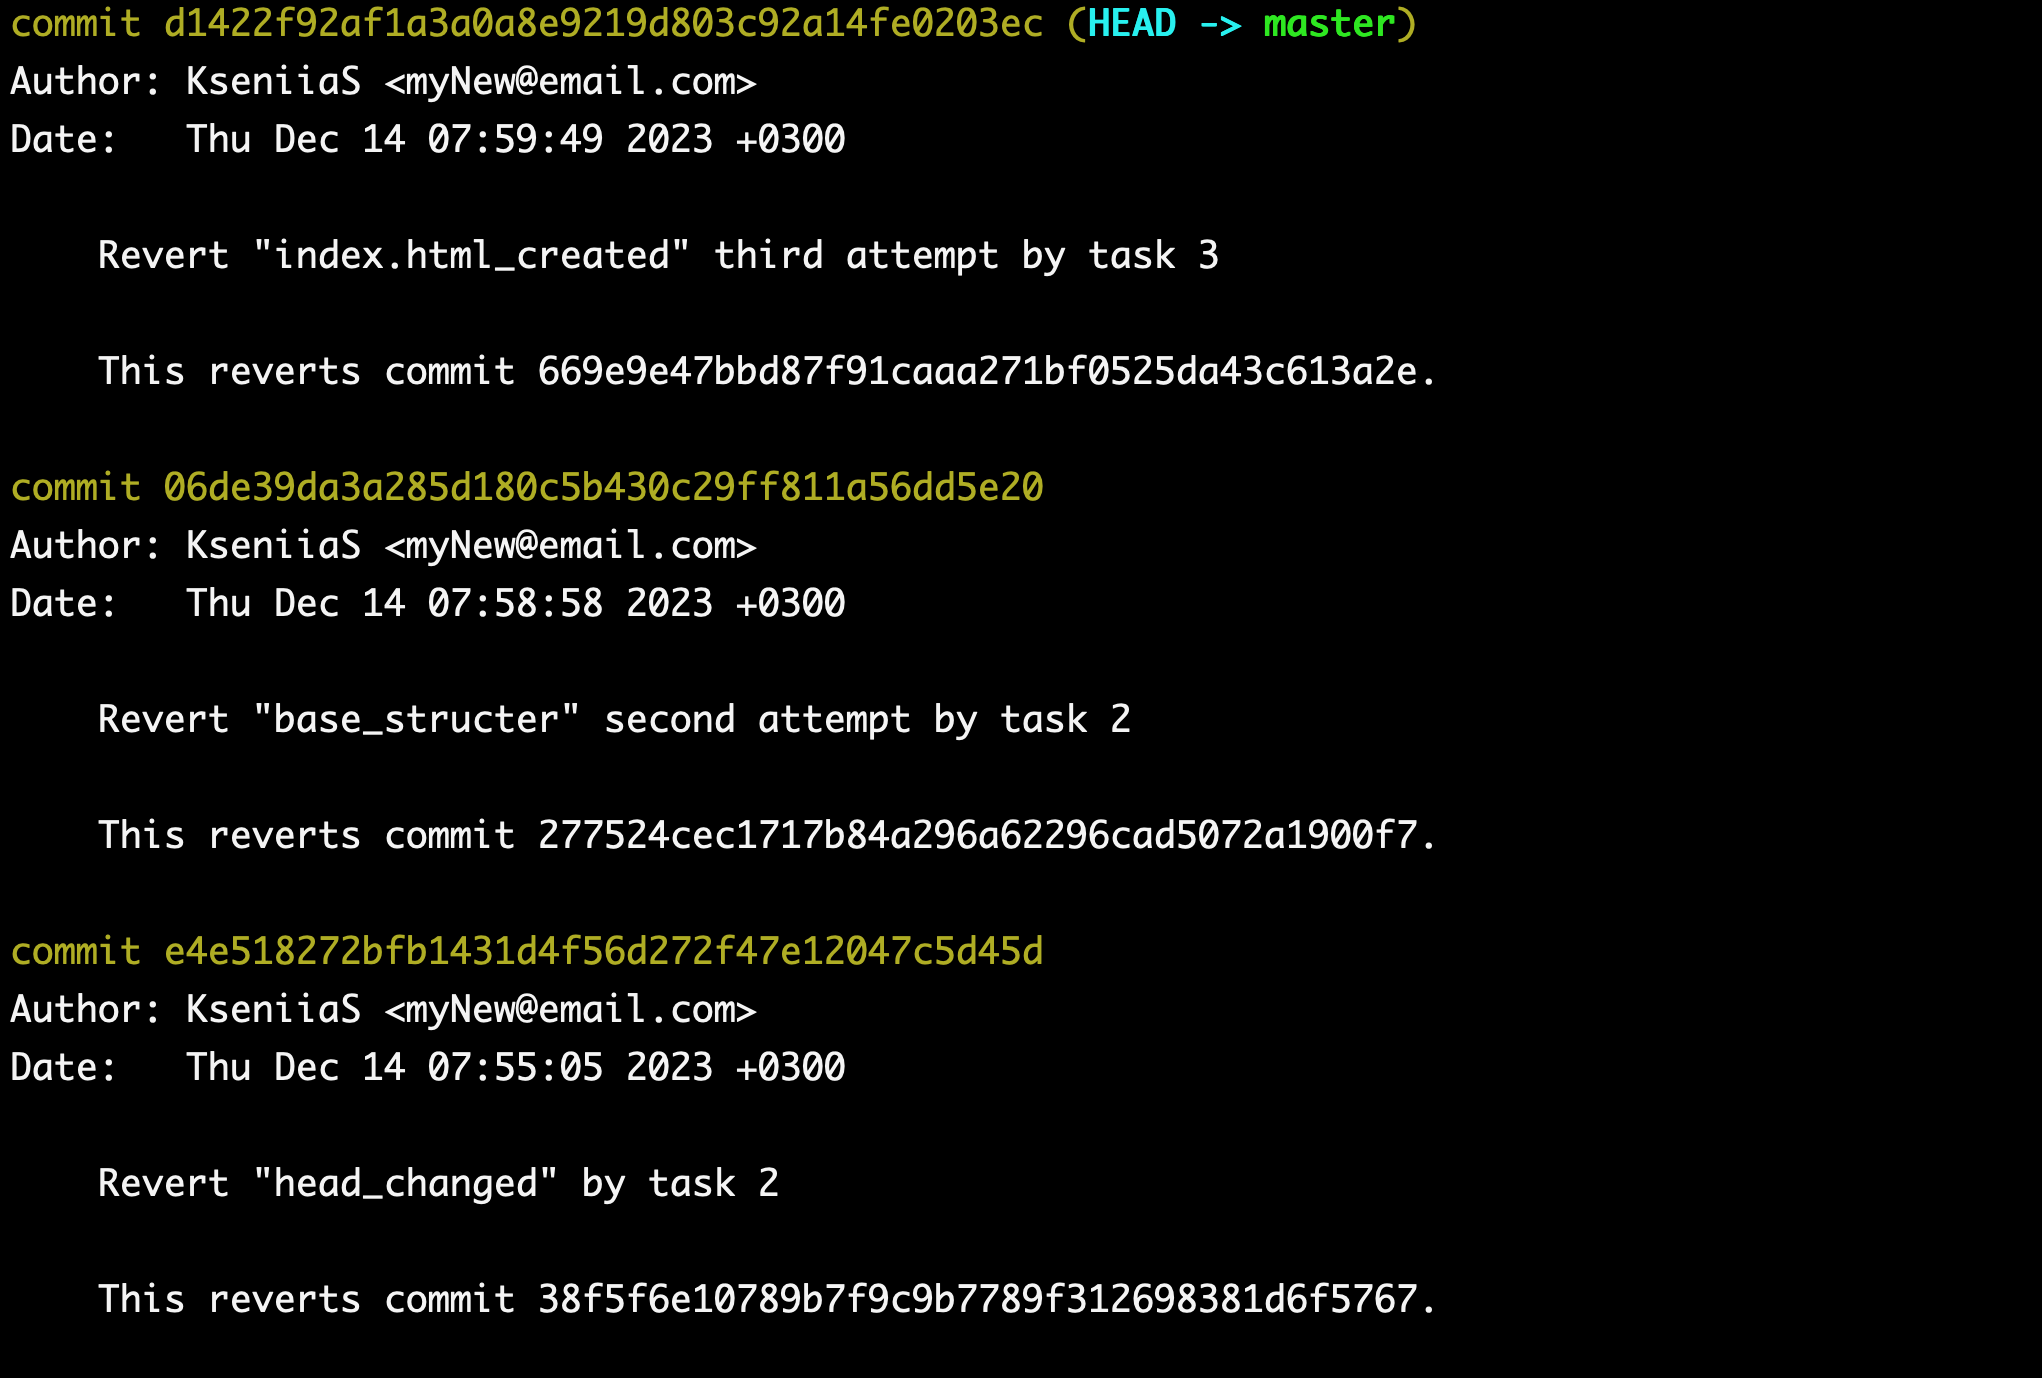 commit d1422f92af1a3a0a8e9219d803c92a14fe0203ec (HEAD -> master)
Author: KseniiaS <myNew@email.com>
Date:   Thu Dec 14 07:59:49 2023 +0300
Revert "index.html_created" third attempt by task 3
This reverts commit 669e9e47bbd87f91caaa271bf0525da43c613a2e.
commit 06de39da3a285d180c5b430c29ff811a56dd5e20
Author: KseniiaS <myNew@email.com>
Date:   Thu Dec 14 07:58:58 2023 +0300
Revert "base_structer" second attempt by task 2
This reverts commit 277524cec1717b84a296a62296cad5072a1900f7.
commit e4e518272bfb1431d4f56d272f47e12047c5d45d
Author: KseniiaS <myNew@email.com>
Date:   Thu Dec 14 07:55:05 2023 +0300
Revert "head_changed" by task 2
This reverts commit 38f5f6e10789b7f9c9b7789f312698381d6f5767.